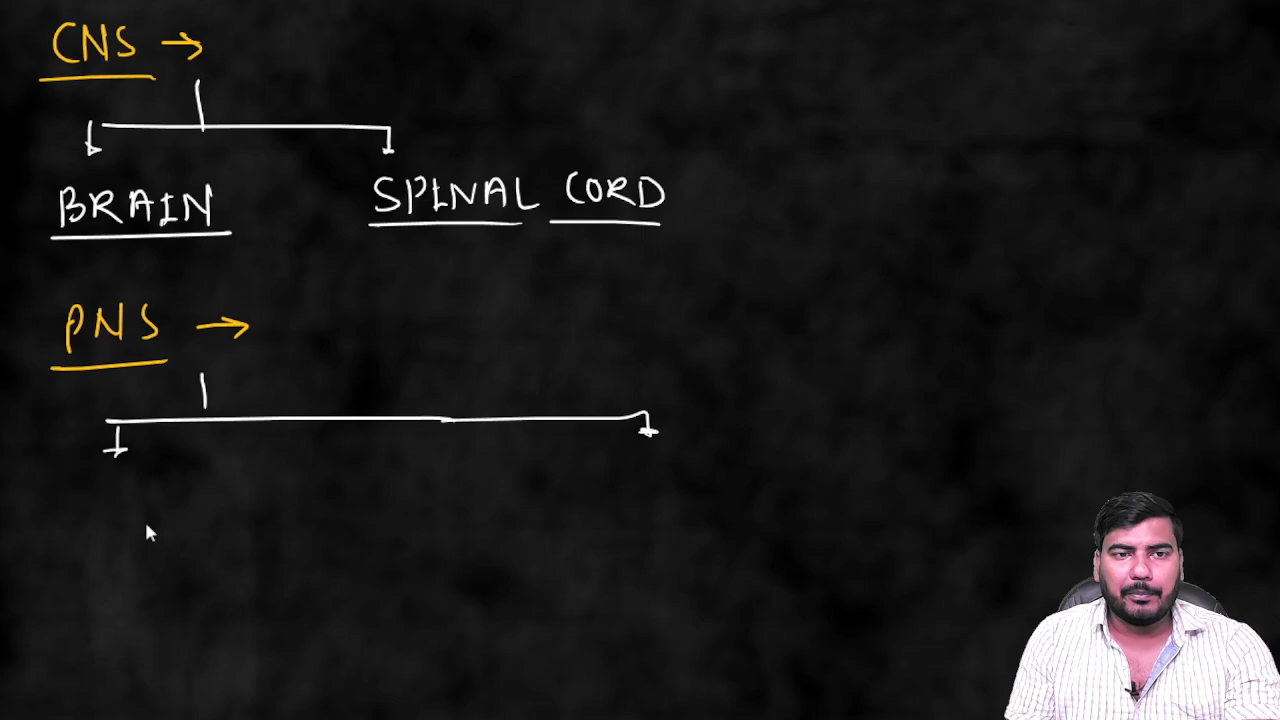 CNS →
BRAIN SPINAL CORD
PNS →